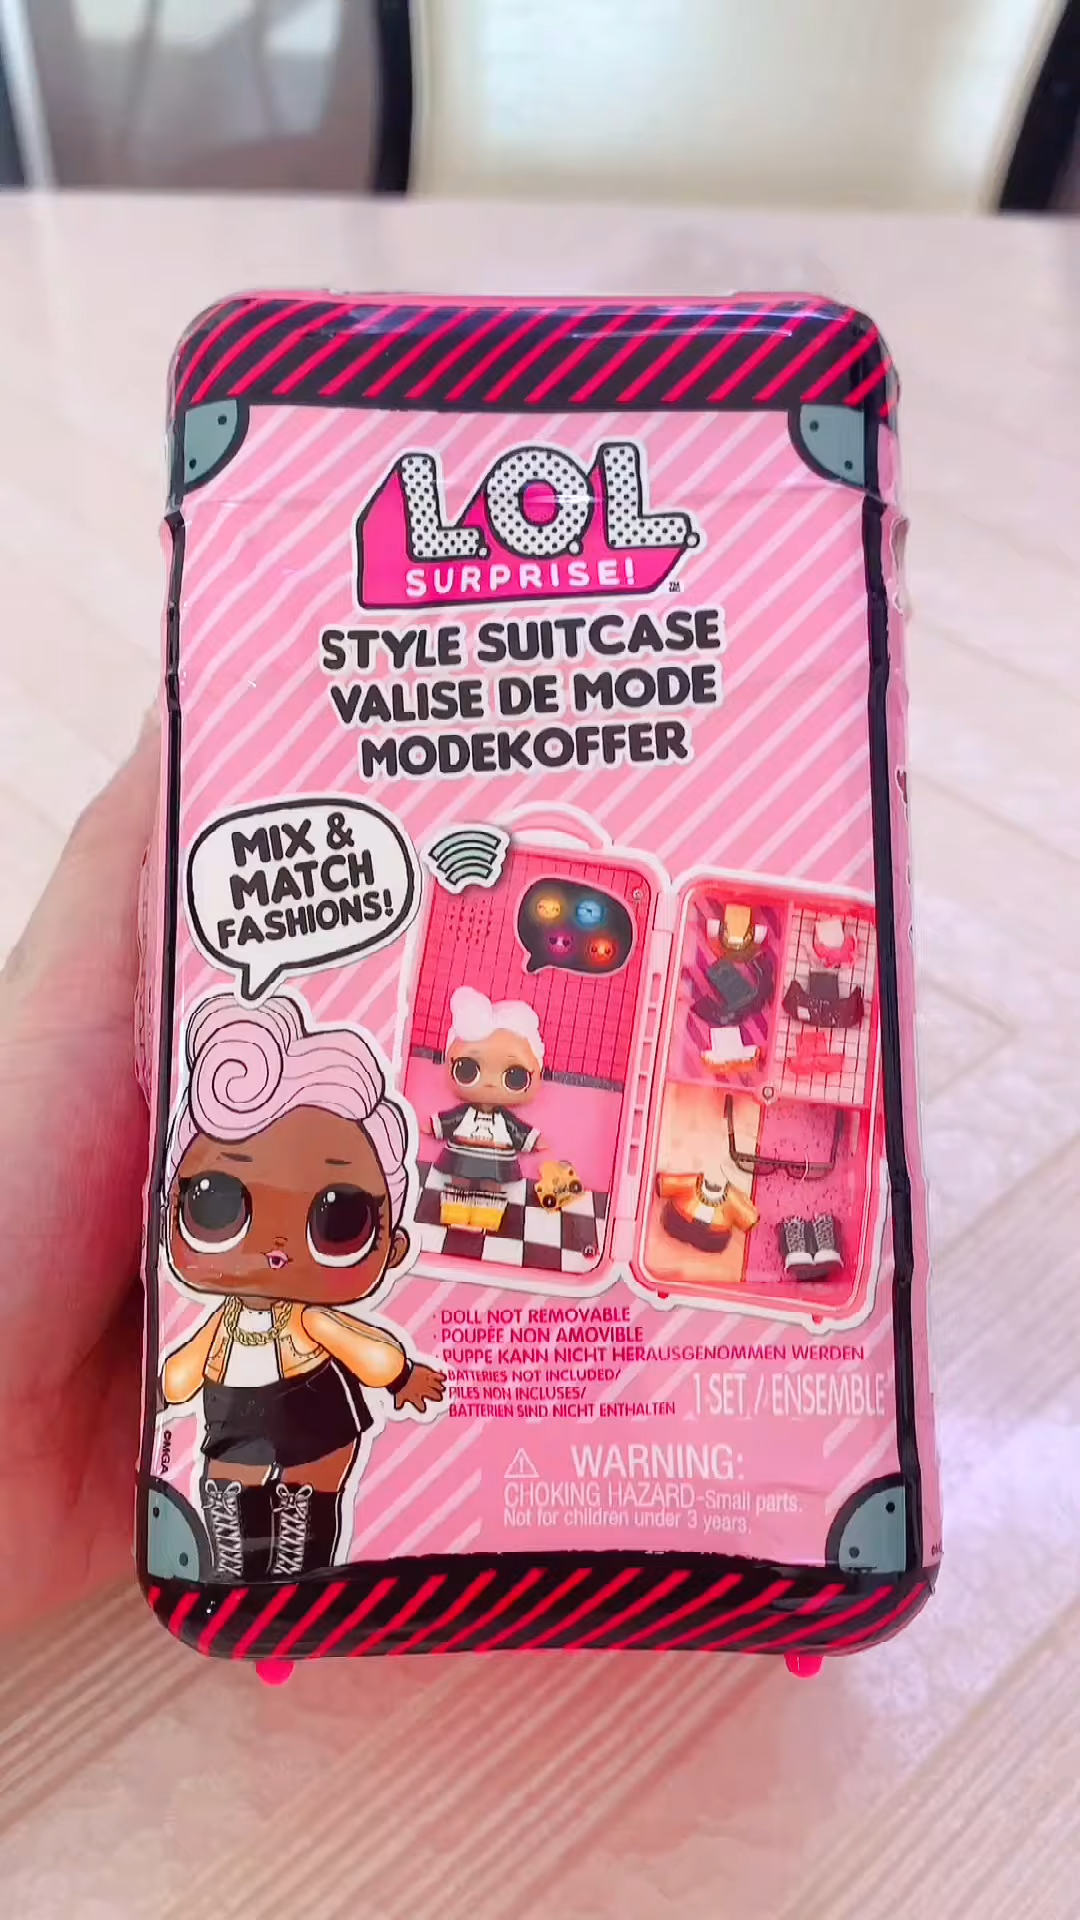 L.O.L.
SURPRISE!™
STYLE SUITCASE
VALISE DE MODE
MODEKOFFER
MIX &
MATCH
FASHIONS!
· DOLL NOT REMOVABLE
· POUPÉE NON AMOVIBLE
· PUPPE KANN NICHT HERAUSGENOMMEN WERDEN
BATTERIES NOT INCLUDED/
PILES NON INCLUSES/
BATTERIEN SIND NICHT ENTHALTEN
1 SET / ENSEMBLE
©MGA
WARNING:
CHOKING HAZARD-Small parts.
Not for children under 3 years.